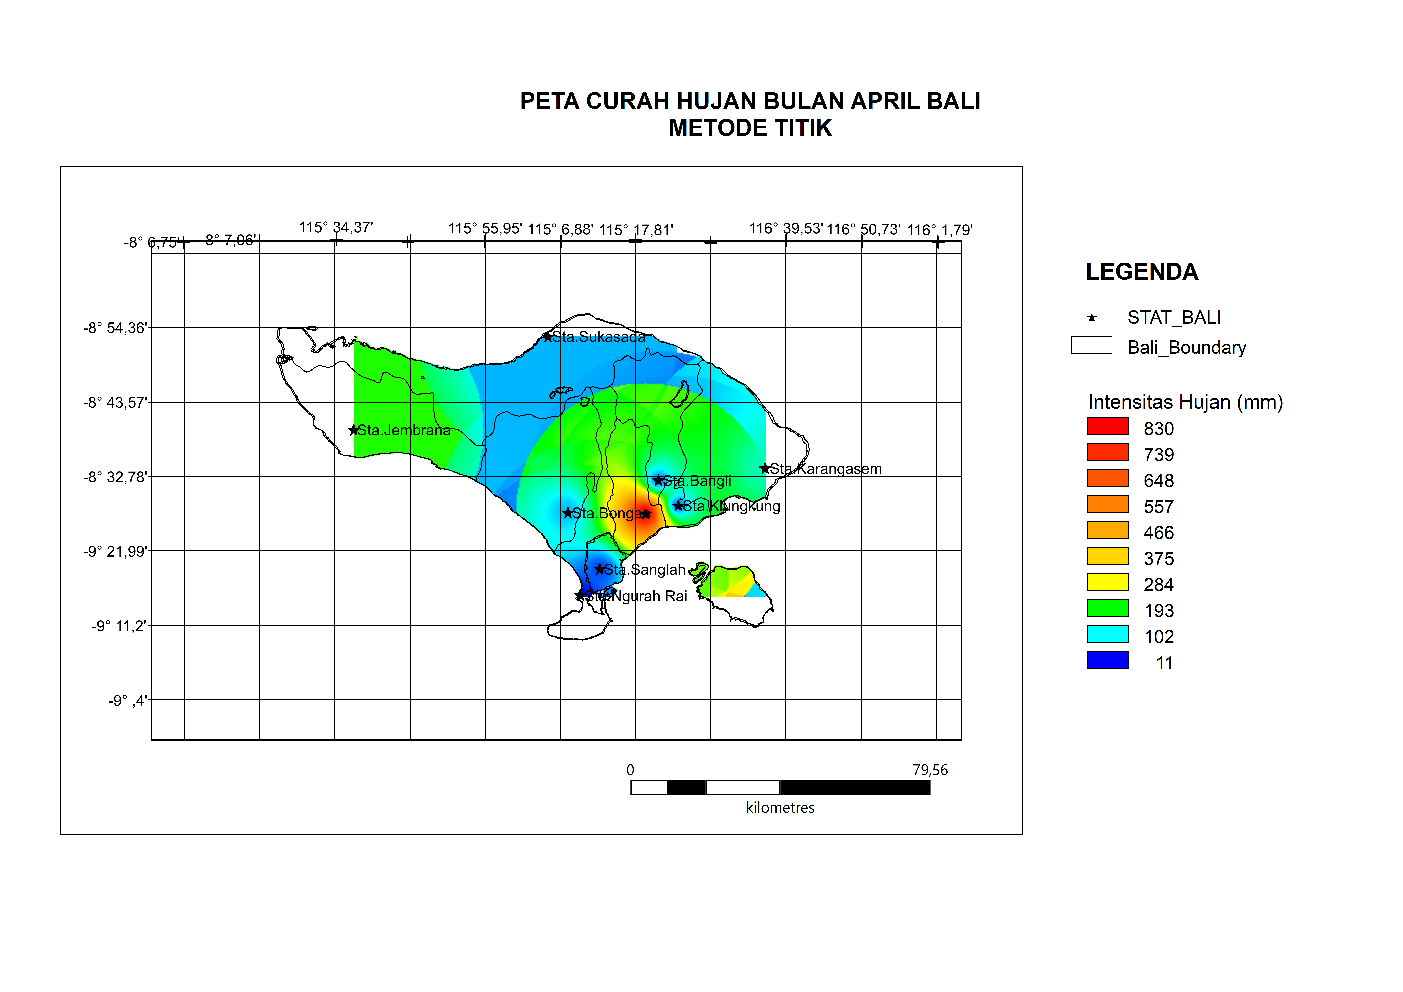 PETA CURAH HUJAN BULAN APRIL BALI
METODE TITIK
115° 34,37' 115° 55,95' 115° 6,88' 115° 17,81' 116° 39,53' 116° 50,73' 116° 1,79'
-8° 6,75' 8° 7,06'
-8° 54,36'
Sta.Sukasada
-8° 43,57'
Sta.Jembrana
-8° 32,78'
Sta.Karangasem
Sta.Bangli
Sta.Klungkung
Sta.Bonga
-9° 21,99'
Sta.Sanglah
Sta.Ngurah Rai
-9° 11,2'
-9° ,4'
0 79,56
kilometres
LEGENDA
STAT_BALI
Bali_Boundary
Intensitas Hujan (mm)
830
739
648
557
466
375
284
193
102
11